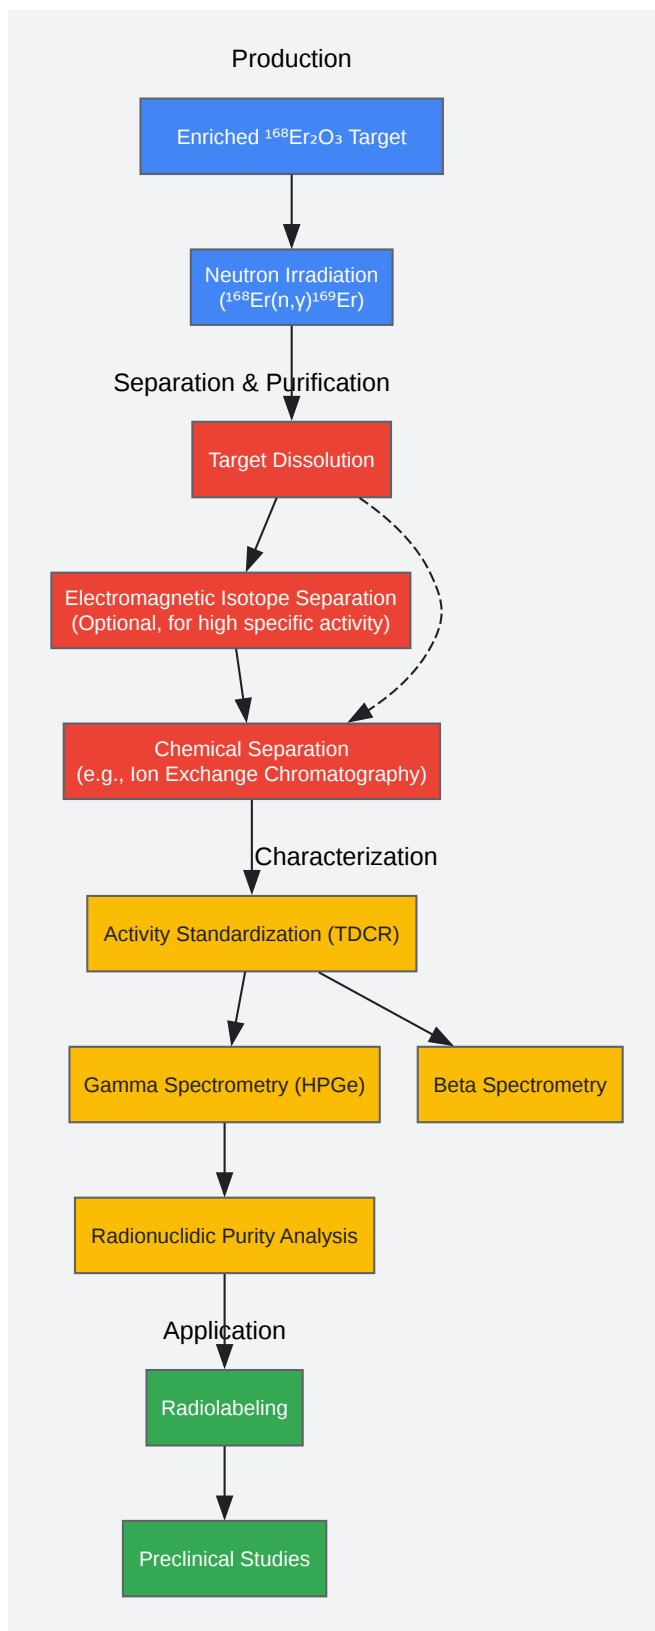 Production
Enriched ¹⁶⁸Er₂O₃ Target
Neutron Irradiation
(¹⁶⁸Er(n,γ)¹⁶⁹Er)
Separation & Purification
Target Dissolution
Electromagnetic Isotope Separation
(Optional, for high specific activity)
Chemical Separation
(e.g., Ion Exchange Chromatography)
Characterization
Activity Standardization (TDCR)
Gamma Spectrometry (HPGe)
Beta Spectrometry
Radionuclidic Purity Analysis
Application
Radiolabeling
Preclinical Studies